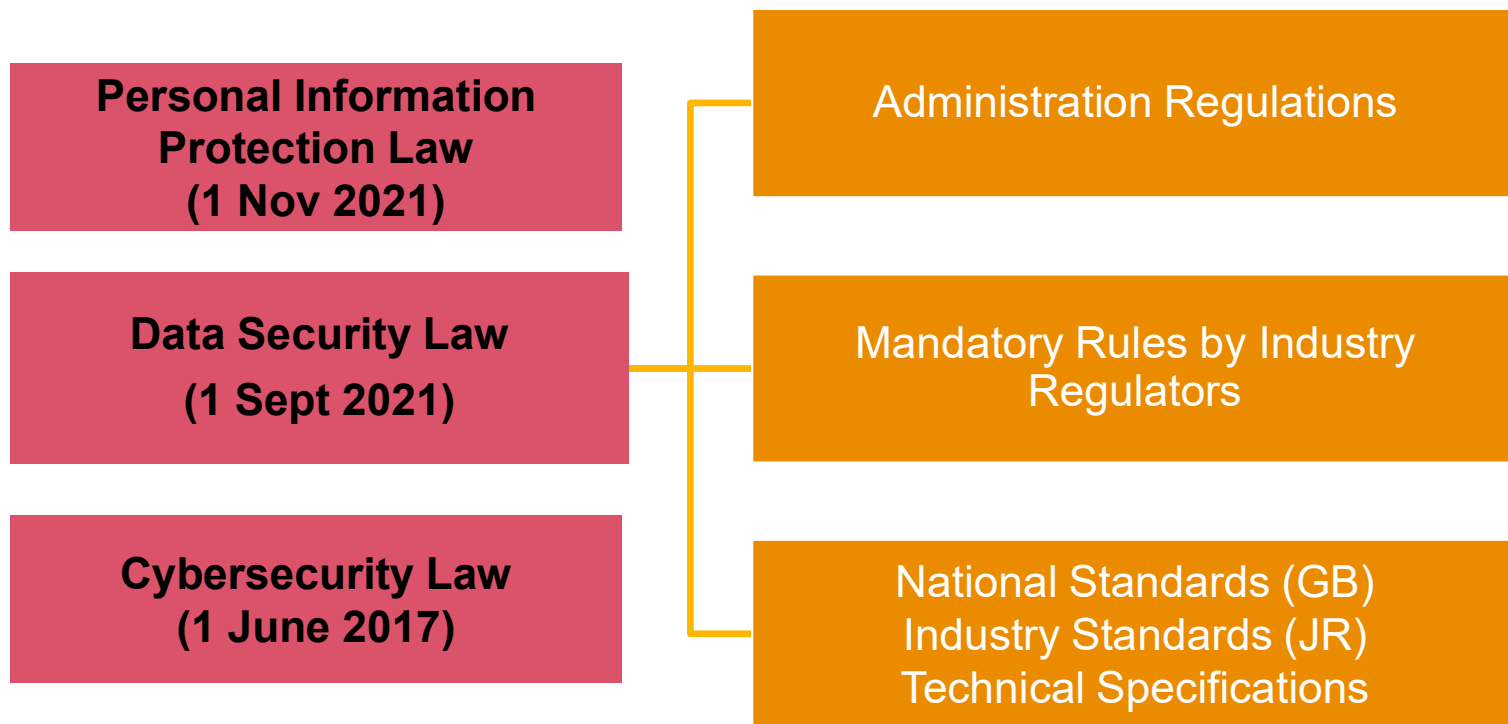 Personal Information
Protection Law
(1 Nov 2021)
Data Security Law
(1 Sept 2021)
Cybersecurity Law
(1 June 2017)
Administration Regulations
Mandatory Rules by Industry
Regulators
National Standards (GB)
Industry Standards (JR)
Technical Specifications